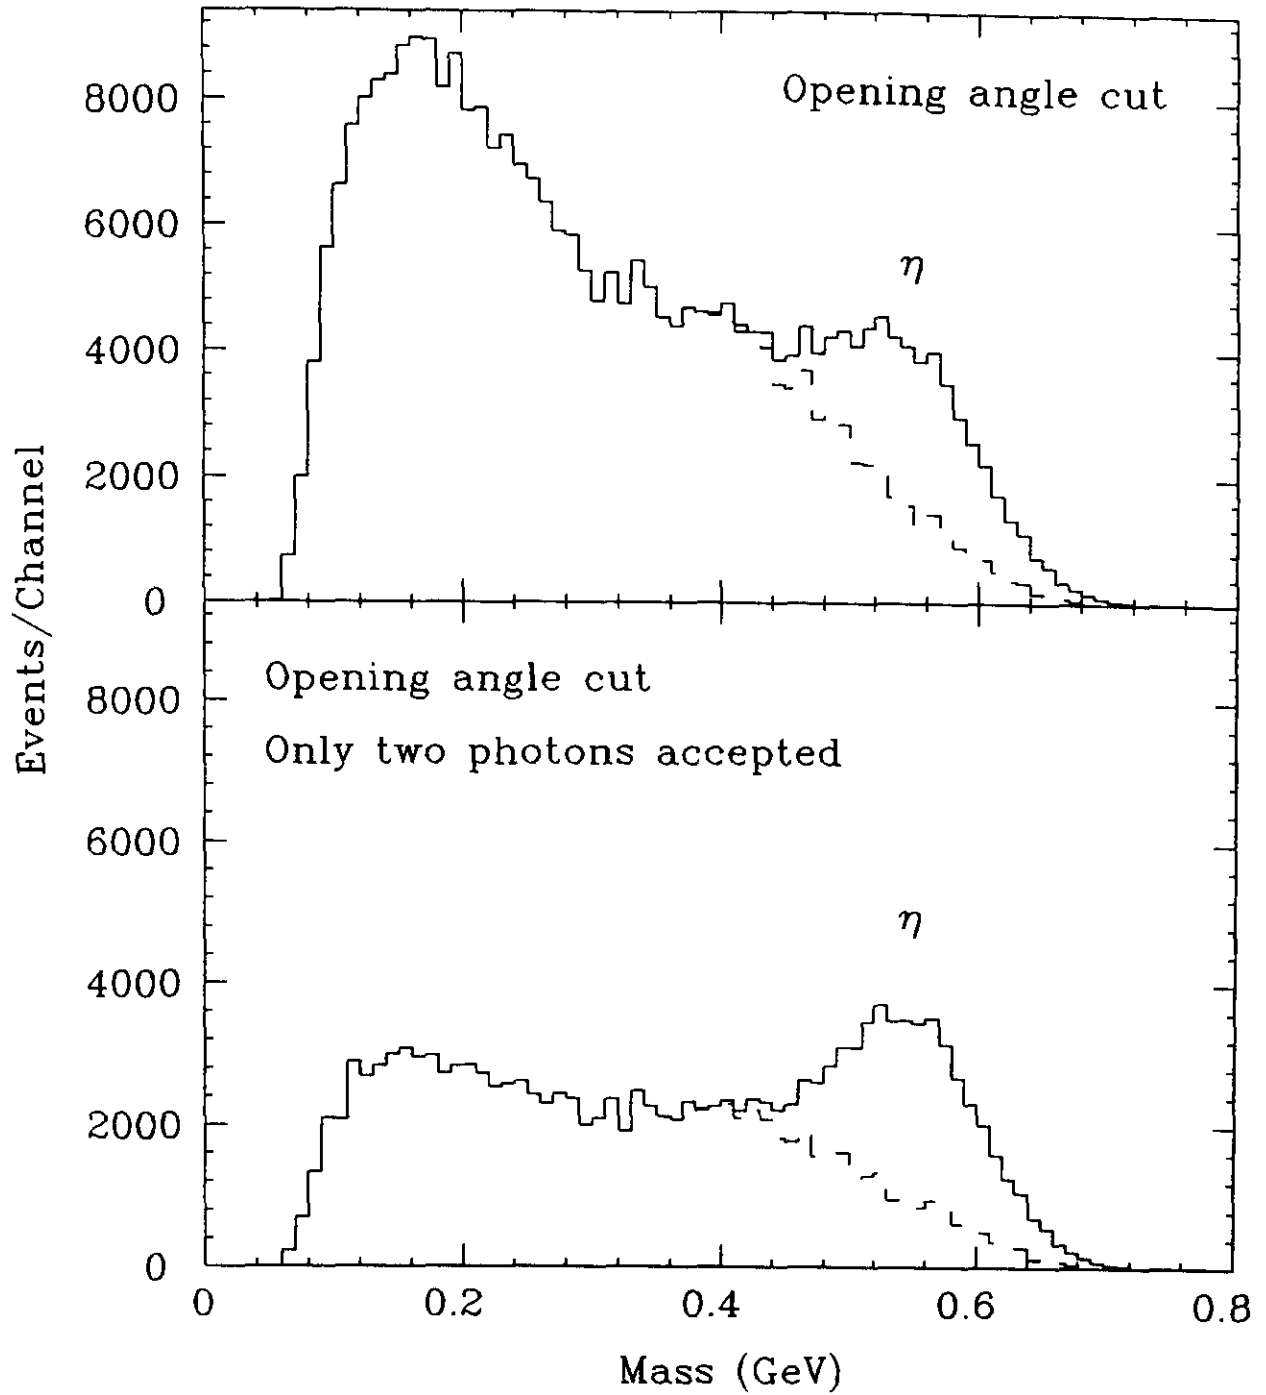 Opening angle cut
8000
6000
η
4000
2000
0
Events/Channel
Opening angle cut
8000
Only two photons accepted
6000
η
4000
2000
0
0 0.2 0.4 0.6 0.8
Mass (GeV)